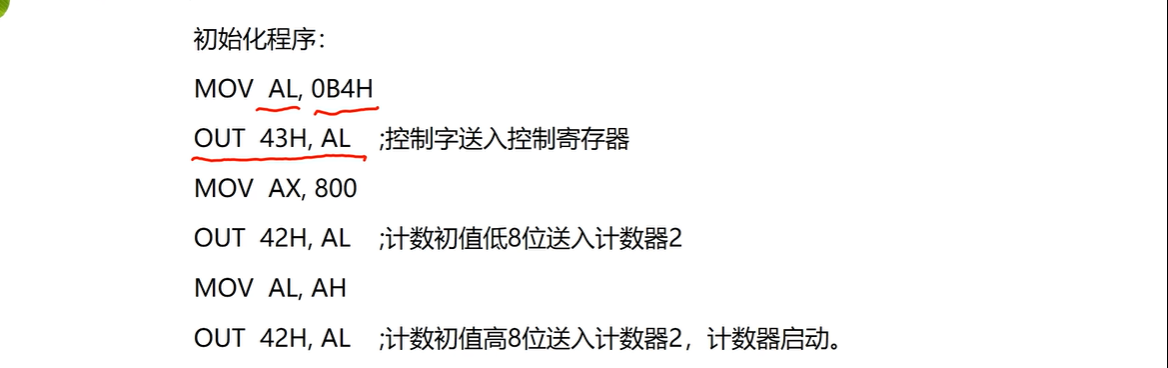 初始化程序：
MOV AL, 0B4H
OUT 43H, AL ;控制字送入控制寄存器
MOV AX, 800
OUT 42H, AL ;计数初值低8位送入计数器2
MOV AL, AH
OUT 42H, AL ;计数初值高8位送入计数器2，计数器启动。